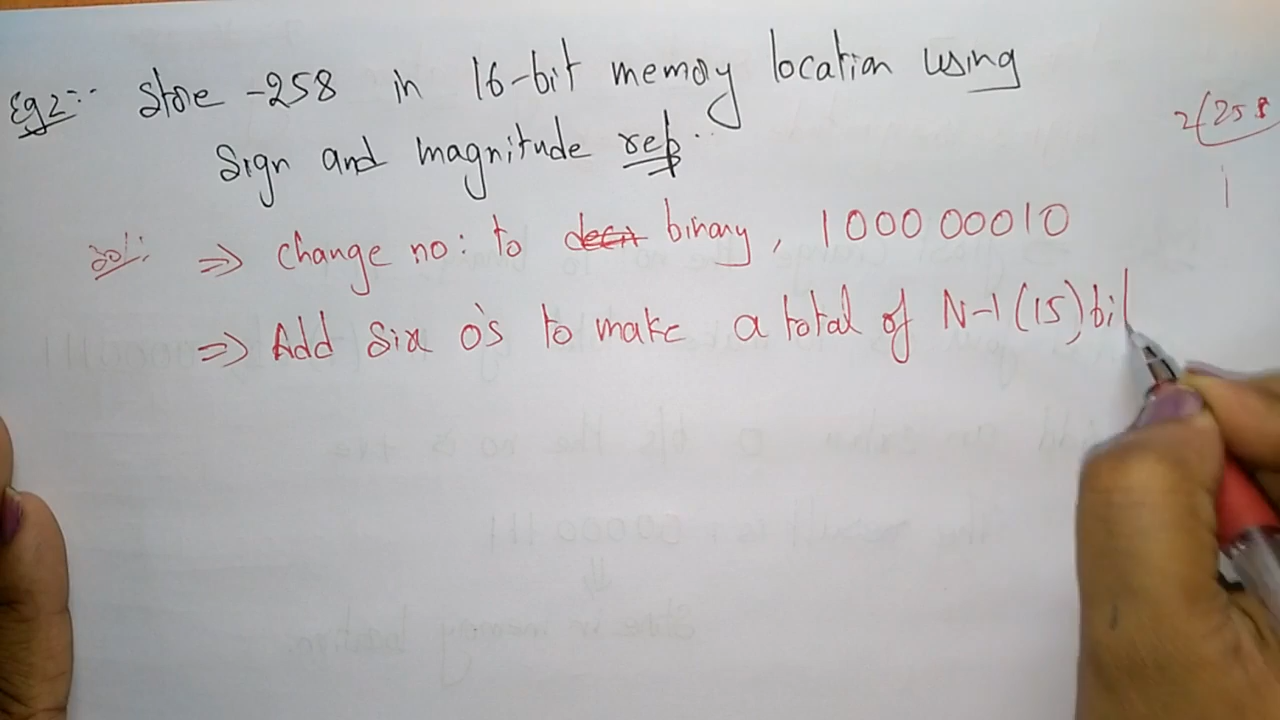 Eg2:- Store -258 in 16-bit memory location using
Sign and magnitude rep..
2(258
1
Sol: ⇒ Change no: to binary, 100000010
⇒ Add Six 0's to make a total of N-1(15)bit